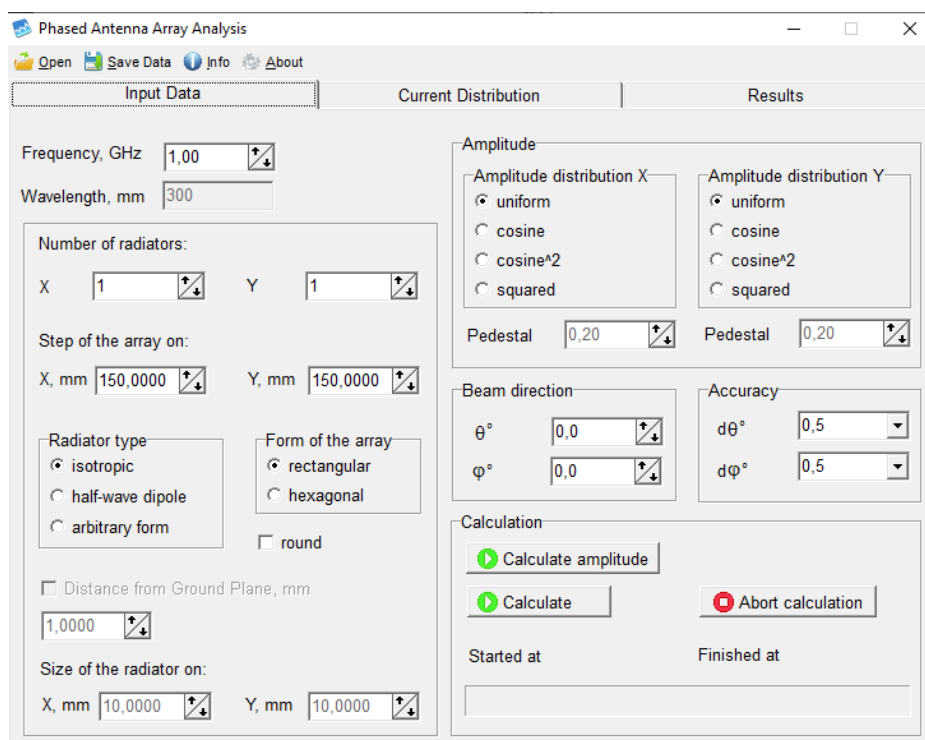 Phased Antenna Array Analysis
Open Save Data Info About
Input Data Current Distribution Results
Frequency, GHz 1,00
Wavelength, mm 300
Number of radiators:
X 1 Y 1
Step of the array on:
X, mm 150,0000 Y, mm 150,0000
Radiator type
isotropic
half-wave dipole
arbitrary form
Form of the array
rectangular
hexagonal
round
Distance from Ground Plane, mm
1,0000
Size of the radiator on:
X, mm 10,0000 Y, mm 10,0000
Amplitude
Amplitude distribution X
uniform
cosine
cosine^2
squared
Pedestal 0,20
Amplitude distribution Y
uniform
cosine
cosine^2
squared
Pedestal 0,20
Beam direction
θ° 0,0
φ° 0,0
Accuracy
dθ° 0,5
dφ° 0,5
Calculation
Calculate amplitude
Calculate Abort calculation
Started at Finished at